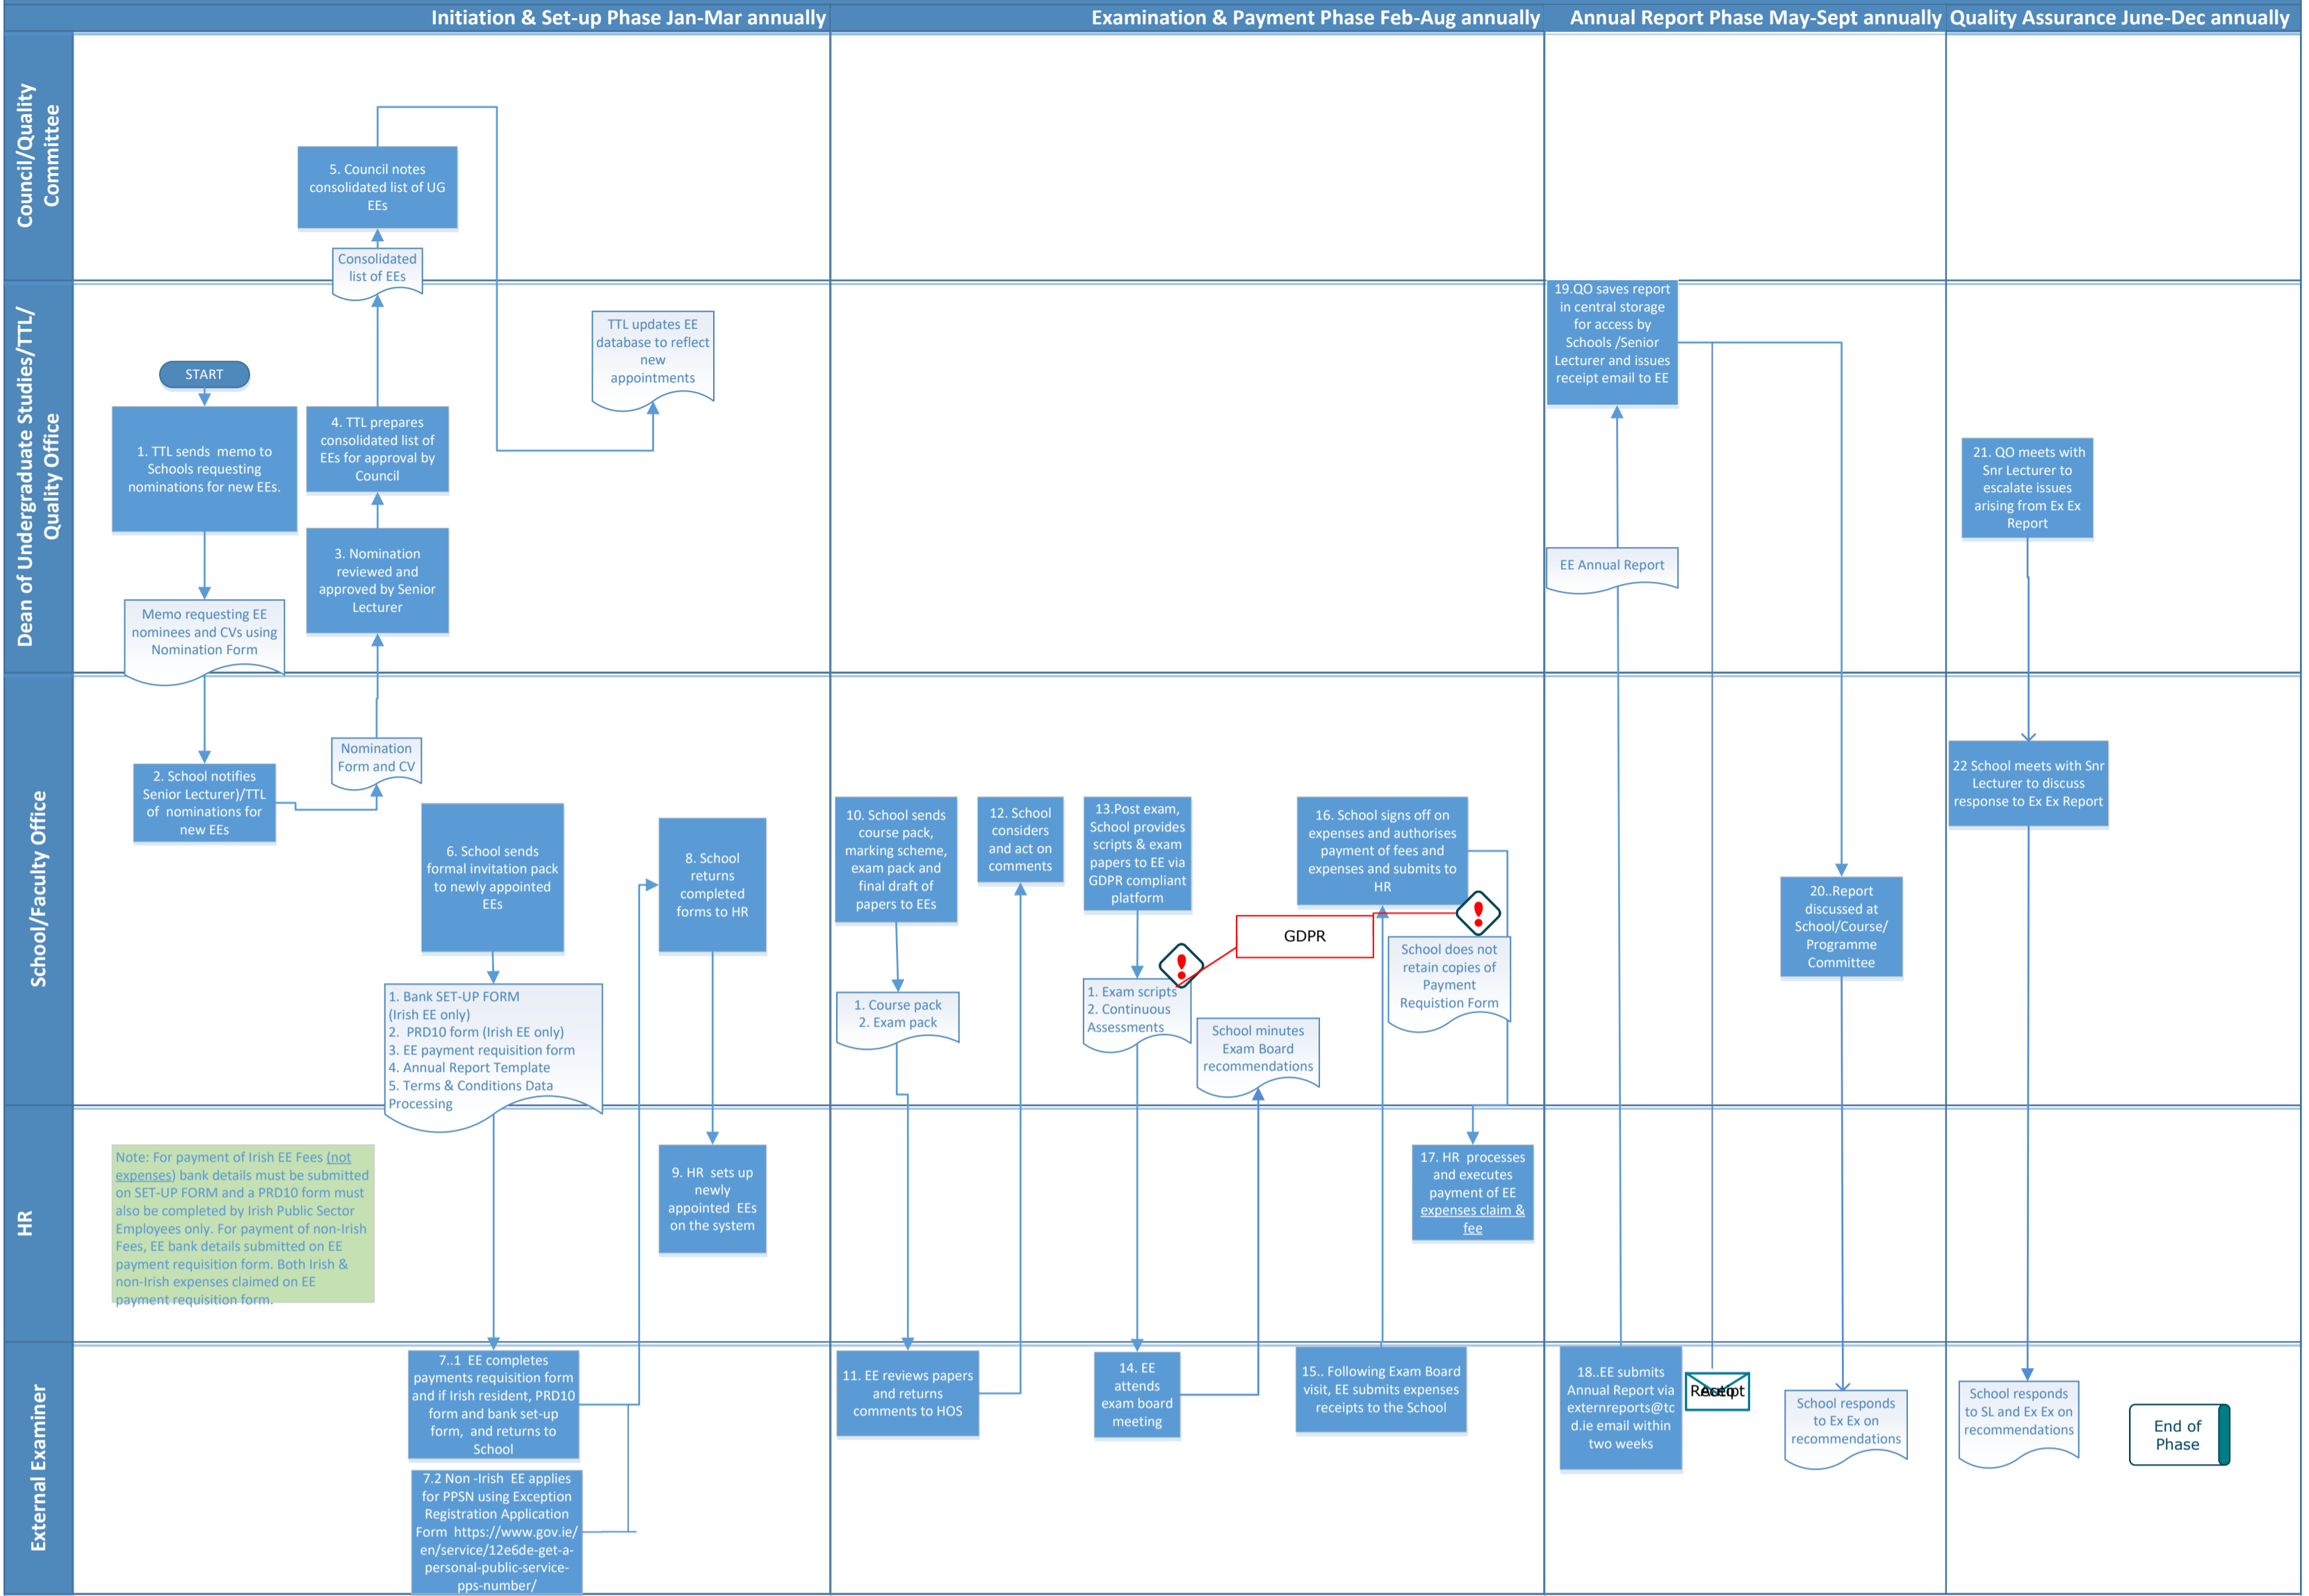 Initiation & Set-up Phase Jan-Mar annually
Examination & Payment Phase Feb-Aug annually
Annual Report Phase May-Sept annually
Quality Assurance June-Dec annually
Council/Quality
Committee
5. Council notes
consolidated list of UG
EEs
Consolidated
list of EEs
Dean of Undergraduate Studies/TTL/
Quality Office
START
1. TTL sends memo to
Schools requesting
nominations for new EEs.
Memo requesting EE
nominees and CVs using
Nomination Form
4. TTL prepares
consolidated list of
EEs for approval by
Council
3. Nomination
reviewed and
approved by Senior
Lecturer
TTL updates EE
database to reflect
new
appointments
19.QO saves report
in central storage
for access by
Schools /Senior
Lecturer and issues
receipt email to EE
EE Annual Report
21. QO meets with
Snr Lecturer to
escalate issues
arising from Ex Ex
Report
School/Faculty Office
2. School notifies
Senior Lecturer)/TTL
of nominations for
new EEs
Nomination
Form and CV
6. School sends
formal invitation pack
to newly appointed
EEs
1. Bank SET-UP FORM
(Irish EE only)
2. PRD10 form (Irish EE only)
3. EE payment requisition form
4. Annual Report Template
5. Terms & Conditions Data
Processing
8. School
returns
completed
forms to HR
10. School sends
course pack,
marking scheme,
exam pack and
final draft of
papers to EEs
1. Course pack
2. Exam pack
12. School
considers
and act on
comments
13.Post exam,
School provides
scripts & exam
papers to EE via
GDPR compliant
platform
1. Exam scripts
2. Continuous
Assessments
GDPR
School minutes
Exam Board
recommendations
16. School signs off on
expenses and authorises
payment of fees and
expenses and submits to
HR
School does not
retain copies of
Payment
Requistion Form
20..Report
discussed at
School/Course/
Programme
Committee
22 School meets with Snr
Lecturer to discuss
response to Ex Ex Report
HR
Note: For payment of Irish EE Fees (not
expenses) bank details must be submitted
on SET-UP FORM and a PRD10 form must
also be completed by Irish Public Sector
Employees only. For payment of non-Irish
Fees, EE bank details submitted on EE
payment requisition form. Both Irish &
non-Irish expenses claimed on EE
payment requisition form.
9. HR sets up
newly
appointed EEs
on the system
17. HR processes
and executes
payment of EE
expenses claim &
fee
External Examiner
7..1 EE completes
payments requisition form
and if Irish resident, PRD10
form and bank set-up
form, and returns to
School
7.2 Non -Irish EE applies
for PPSN using Exception
Registration Application
Form https://www.gov.ie/
en/service/12e6de-get-a-
personal-public-service-
pps-number/
11. EE reviews papers
and returns
comments to HOS
14. EE
attends
exam board
meeting
15.. Following Exam Board
visit, EE submits expenses
receipts to the School
18..EE submits
Annual Report via
externreports@tc
d.ie email within
two weeks
Auto
Receipt
School responds
to Ex Ex on
recommendations
School responds
to SL and Ex Ex on
recommendations
End of
Phase